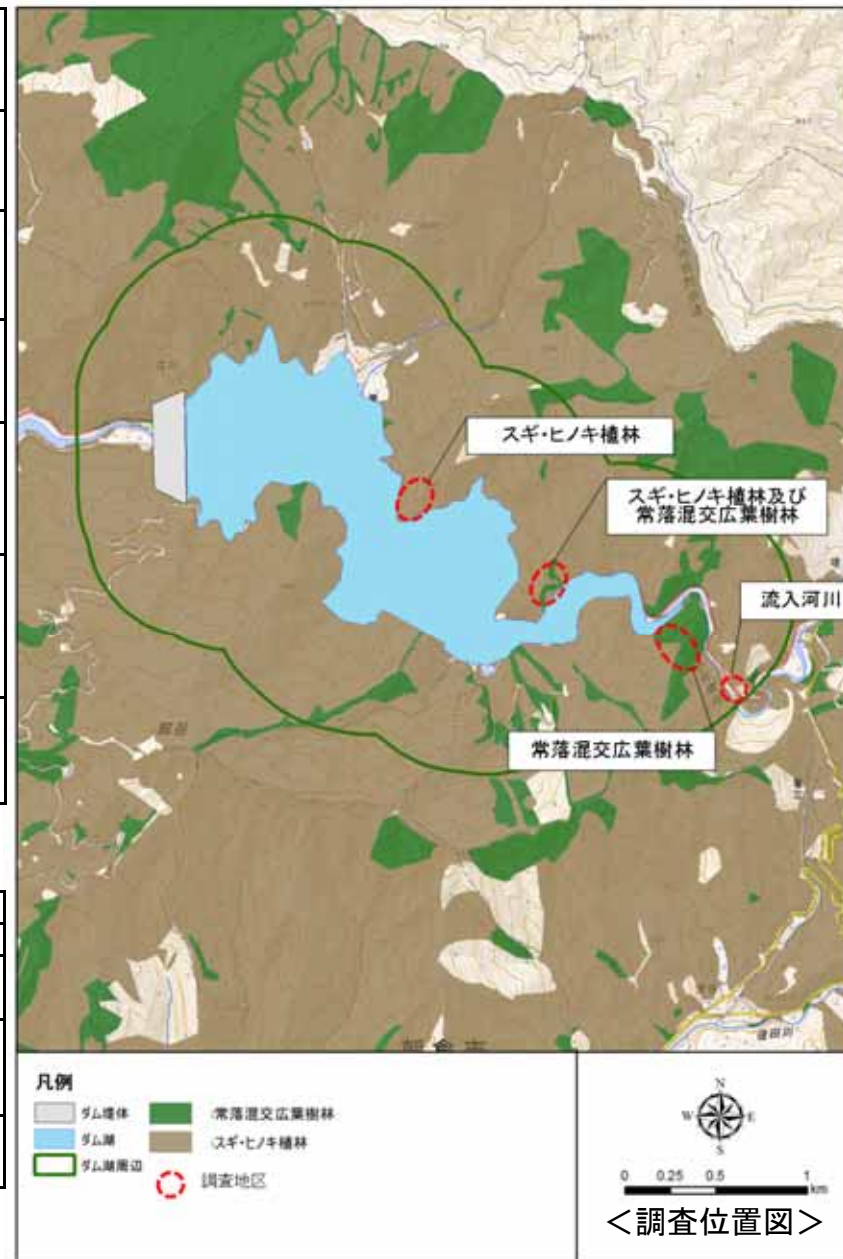 スギ・ヒノキ植林
スギ・ヒノキ植林及び
常落混交広葉樹林
流入河川
常落混交広葉樹林
凡例
ダム堤体
ダム湖
ダム湖周辺
常落混交広葉樹林
スギ・ヒノキ植林
調査地区
N
W
E
S
0
0.25
0.5
1
km
＜調査位置図＞